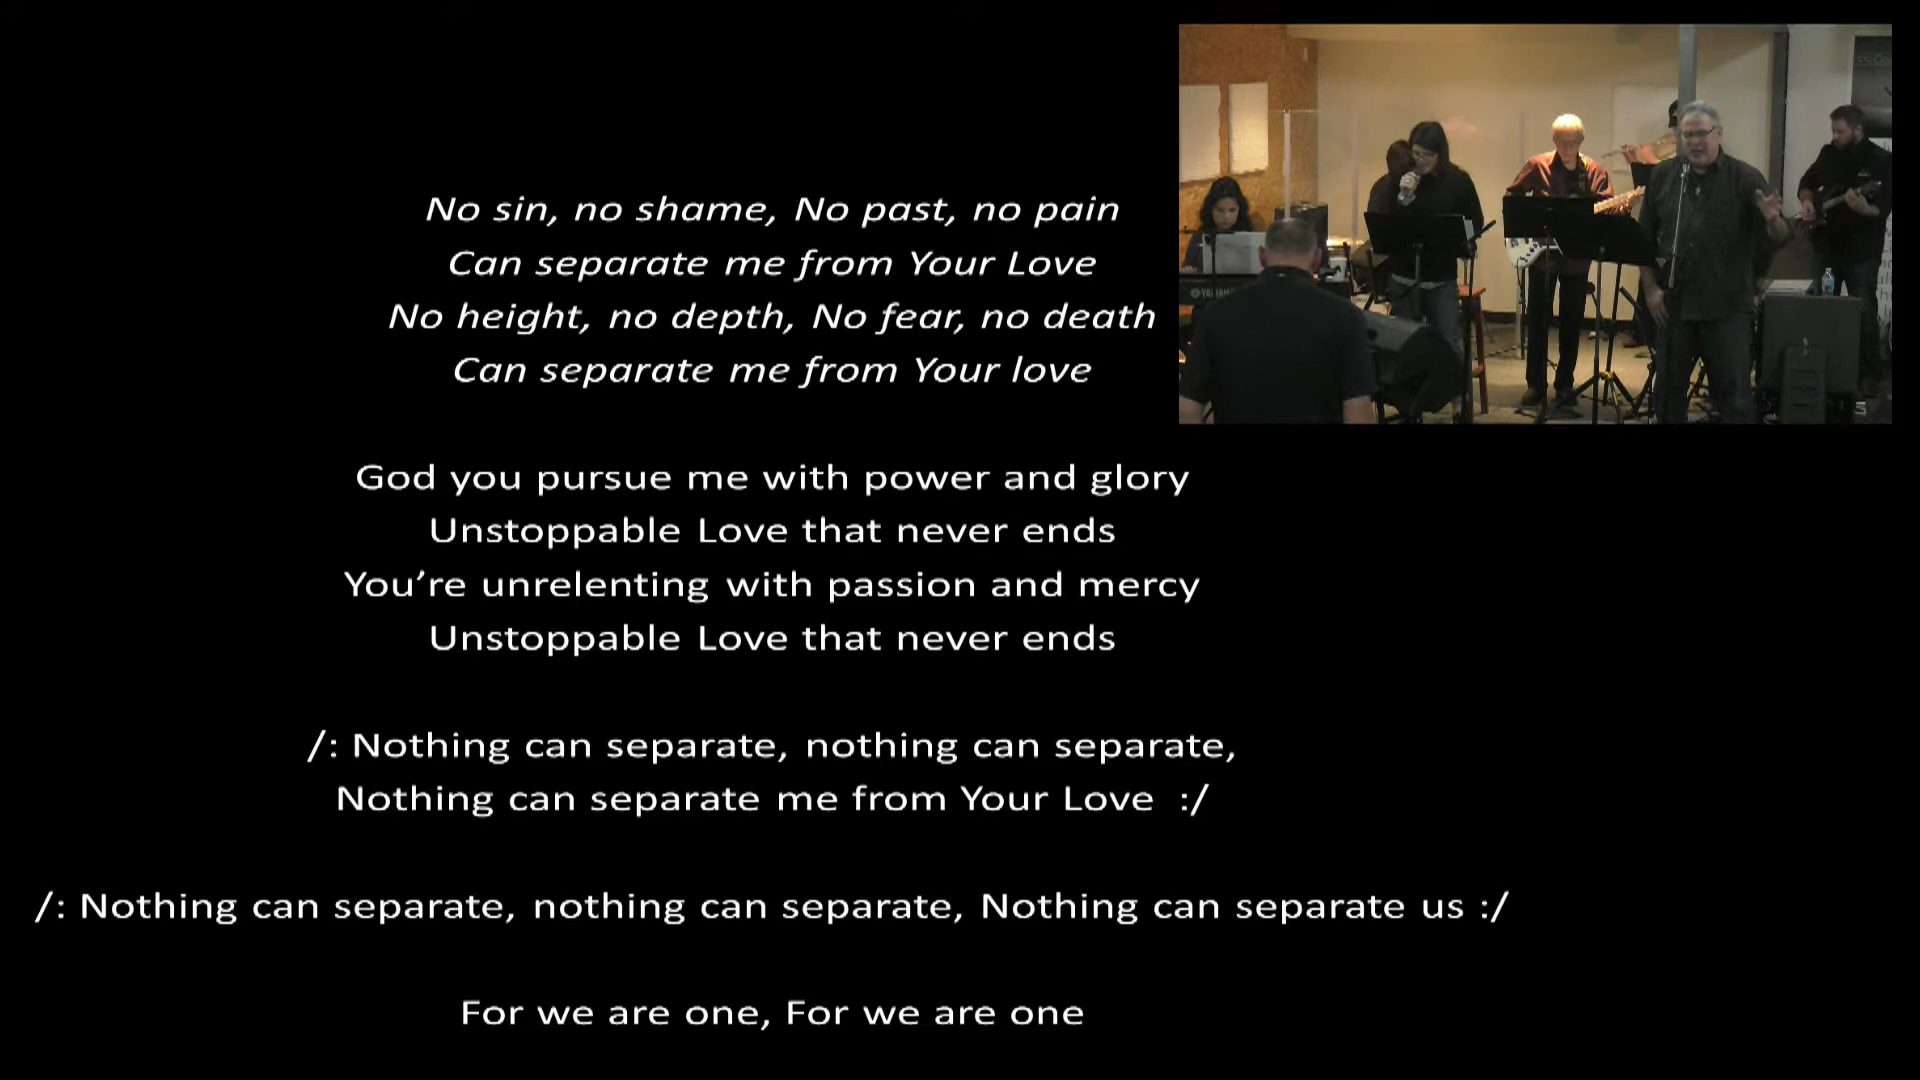 No sin, no shame, No past, no pain
Can separate me from Your Love
No height, no depth, No fear, no death
Can separate me from Your love
God you pursue me with power and glory
Unstoppable Love that never ends
You’re unrelenting with passion and mercy
Unstoppable Love that never ends
/: Nothing can separate, nothing can separate,
Nothing can separate me from Your Love :/
/: Nothing can separate, nothing can separate, Nothing can separate us :/
For we are one, For we are one